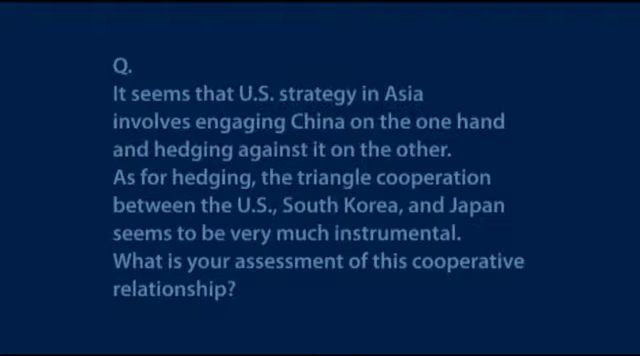 Q.
It seems that U.S. strategy in Asia
involves engaging China on the one hand
and hedging against it on the other.
As for hedging, the triangle cooperation
between the U.S., South Korea, and Japan
seems to be very much instrumental.
What is your assessment of this cooperative
relationship?